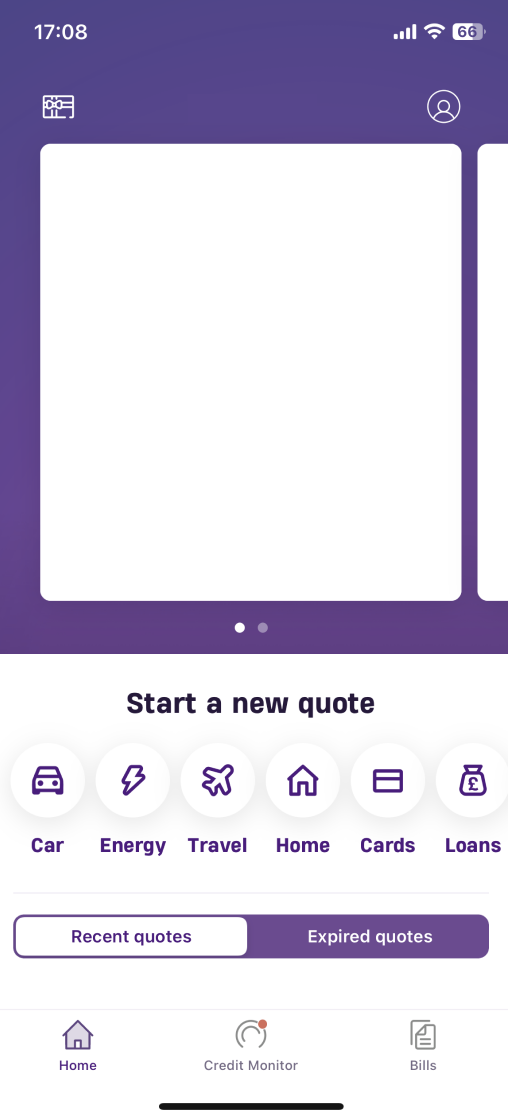 17:08
66
Start a new quote
Car
Energy
Travel
Home
Cards
£
Loans
Recent quotes
Expired quotes
Home
Credit Monitor
Bills